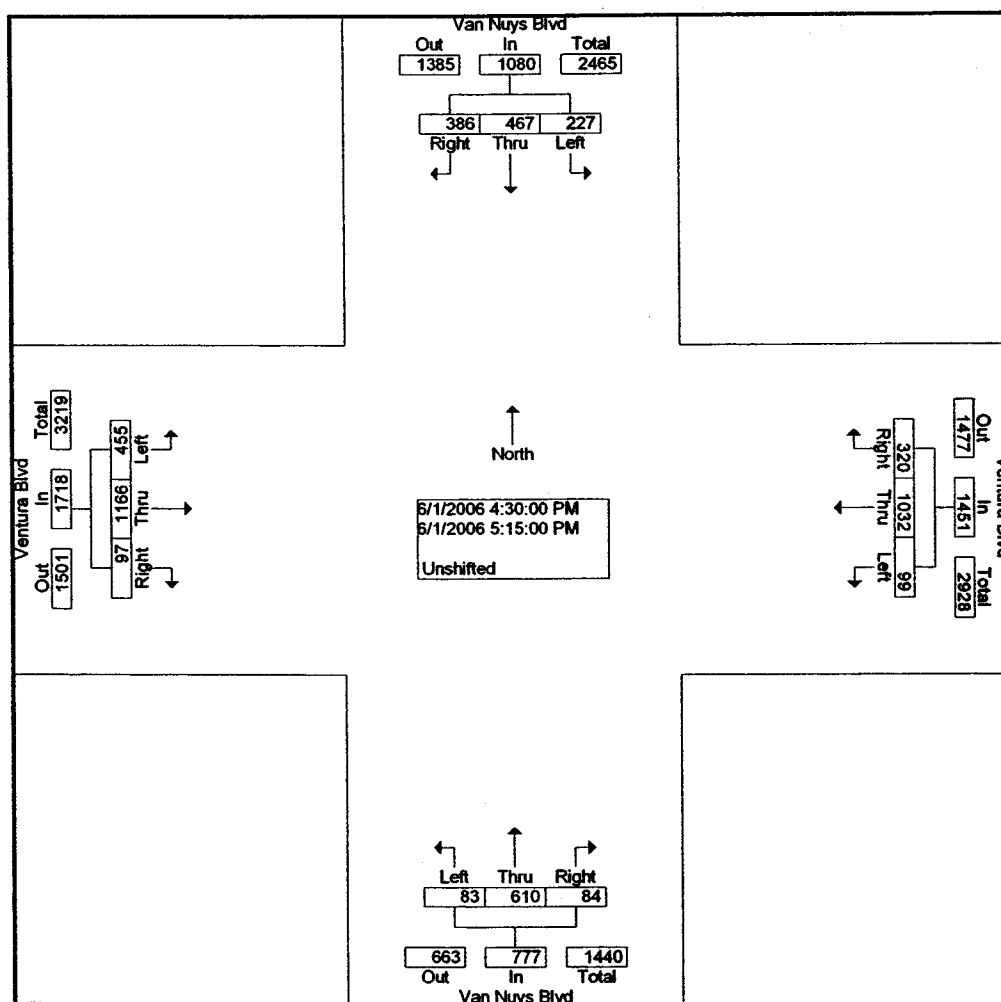 Van Nuys Blvd
Out In Total
1385 1080 2465
386 467 227
Right Thru Left
Ventura Blvd
Total In Out
3219 1718 1501
455 1166 97
Left Thru Right
North
6/1/2006 4:30:00 PM
6/1/2006 5:15:00 PM
Unshifted
Right Thru Left
320 1032 99
1477 1451 2928
Out In Total
Left Thru Right
83 610 84
663 777 1440
Out In Total
Van Nuys Blvd